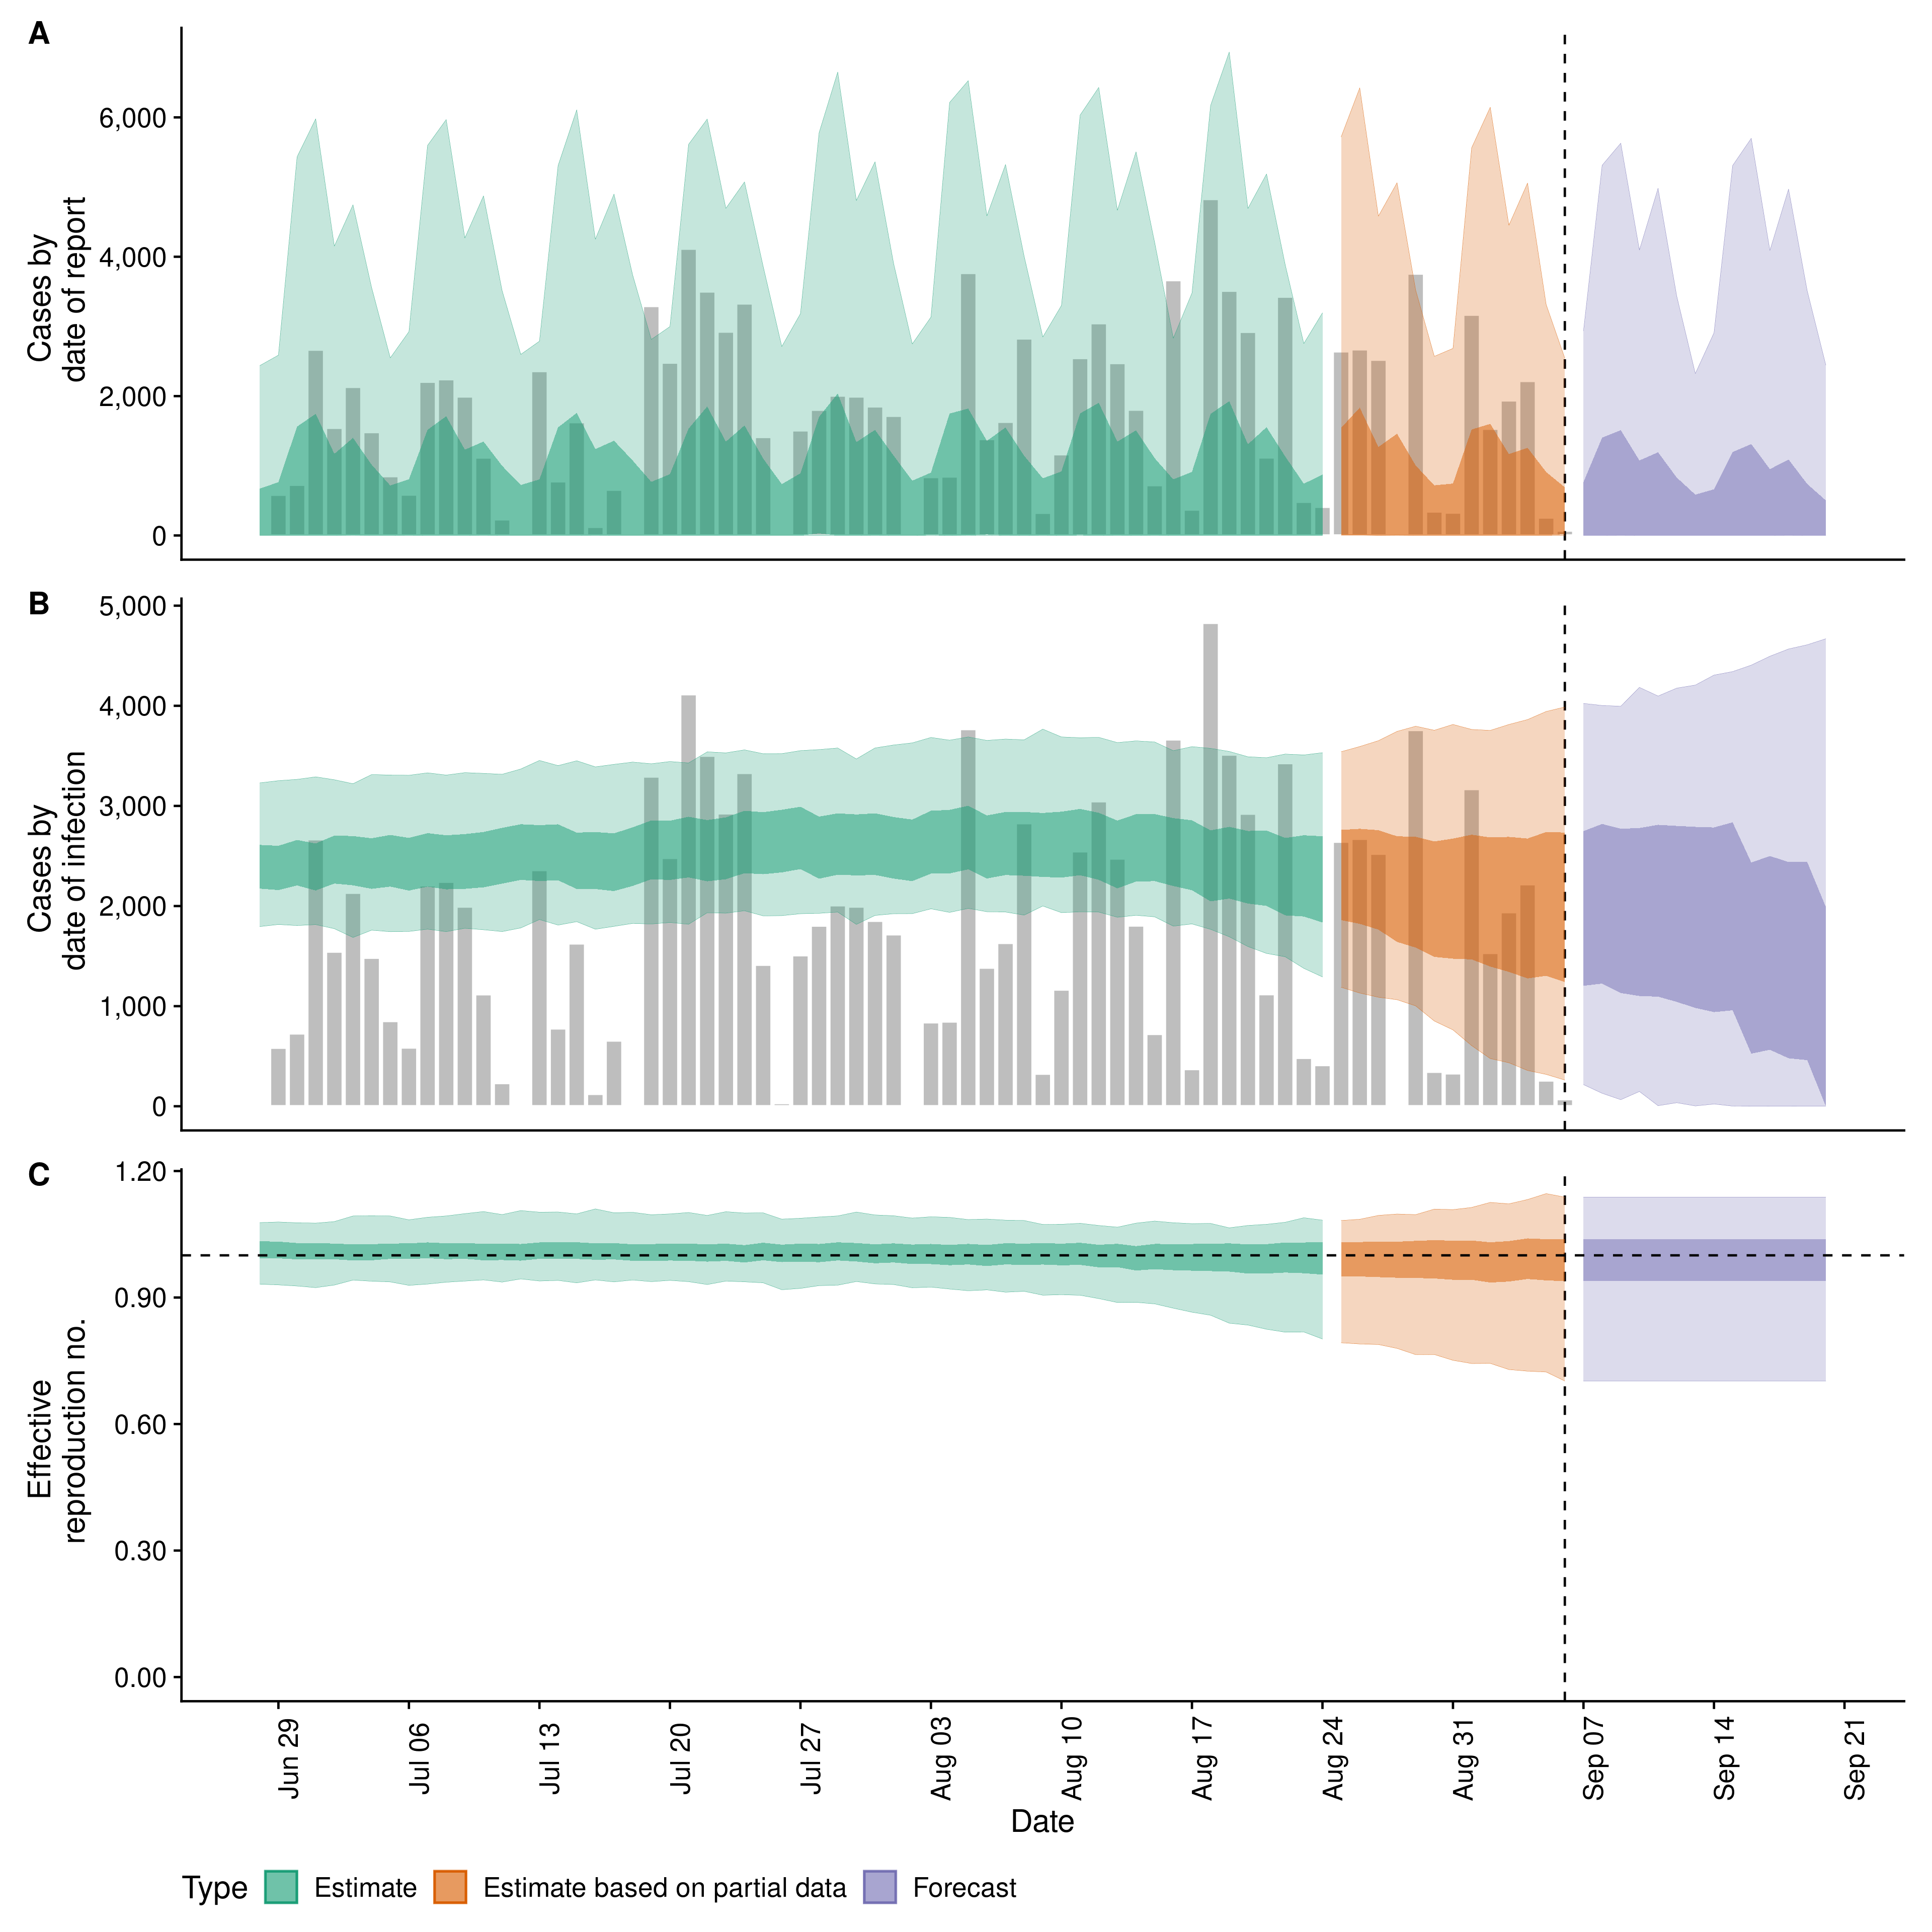 A
Cases by
date of report
6,000
4,000
2,000
0
B
Cases by
date of infection
5,000
4,000
3,000
2,000
1,000
0
C
Effective
reproduction no.
1.20
0.90
0.60
0.30
0.00
Jun 29
Jul 06
Jul 13
Jul 20
Jul 27
Aug 03
Aug 10
Aug 17
Aug 24
Aug 31
Sep 07
Sep 14
Sep 21
Date
Type Estimate Estimate based on partial data Forecast